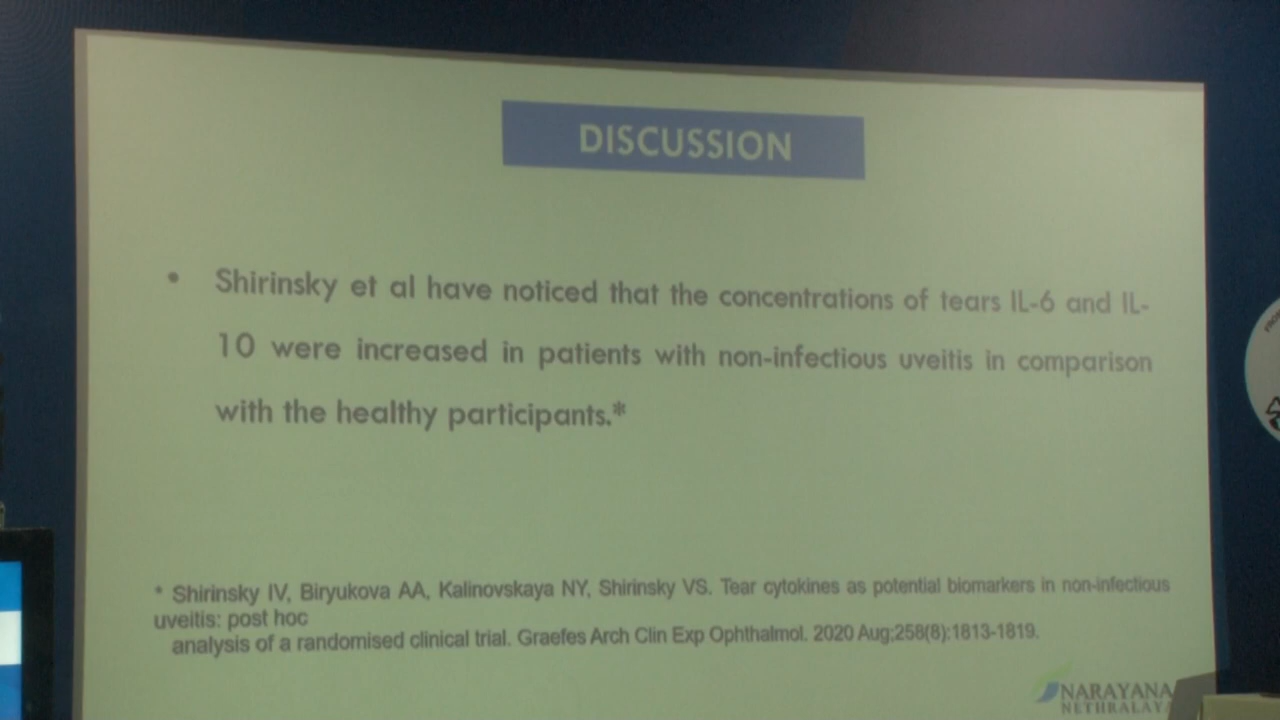 DISCUSSION
• Shirinsky et al have noticed that the concentrations of tears IL-6 and IL-
10 were increased in patients with non-infectious uveitis in comparison
with the healthy participants.*
* Shirinsky IV, Biryukova AA, Kalinovskaya NY, Shirinsky VS. Tear cytokines as potential biomarkers in non-infectious
uveitis: post hoc
analysis of a randomised clinical trial. Graefes Arch Clin Exp Ophthalmol. 2020 Aug;258(8):1813-1819.
NARAYANA
NETHRALAYA